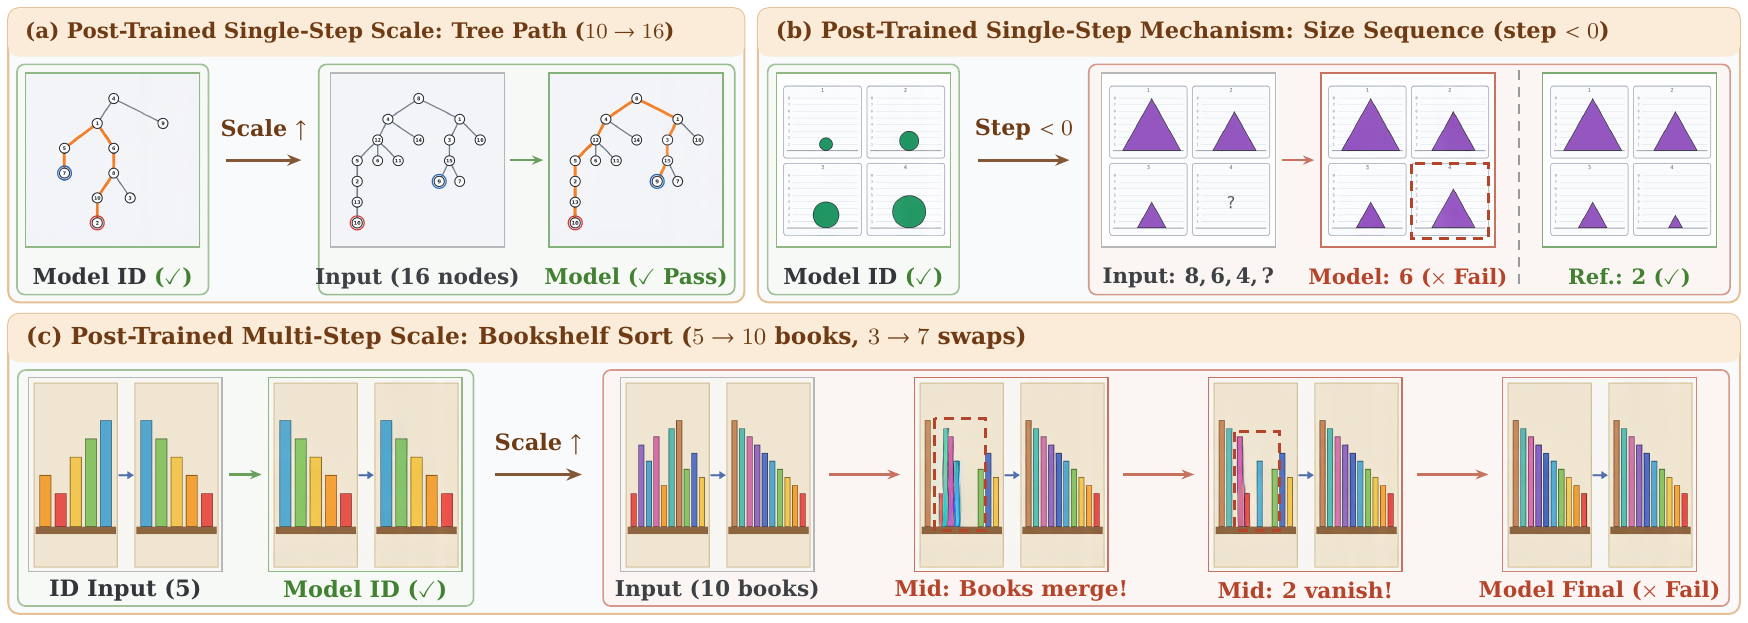 (a) Post-Trained Single-Step Scale: Tree Path (10 → 16)
Scale ↑
Model ID (✓)
Input (16 nodes)
Model (✓ Pass)
(b) Post-Trained Single-Step Mechanism: Size Sequence (step < 0)
Step < 0
?
Model ID (✓)
Input: 8, 6, 4, ?
Model: 6 (× Fail)
Ref.: 2 (✓)
(c) Post-Trained Multi-Step Scale: Bookshelf Sort (5 → 10 books, 3 → 7 swaps)
Scale ↑
ID Input (5)
Model ID (✓)
Input (10 books)
Mid: Books merge!
Mid: 2 vanish!
Model Final (× Fail)